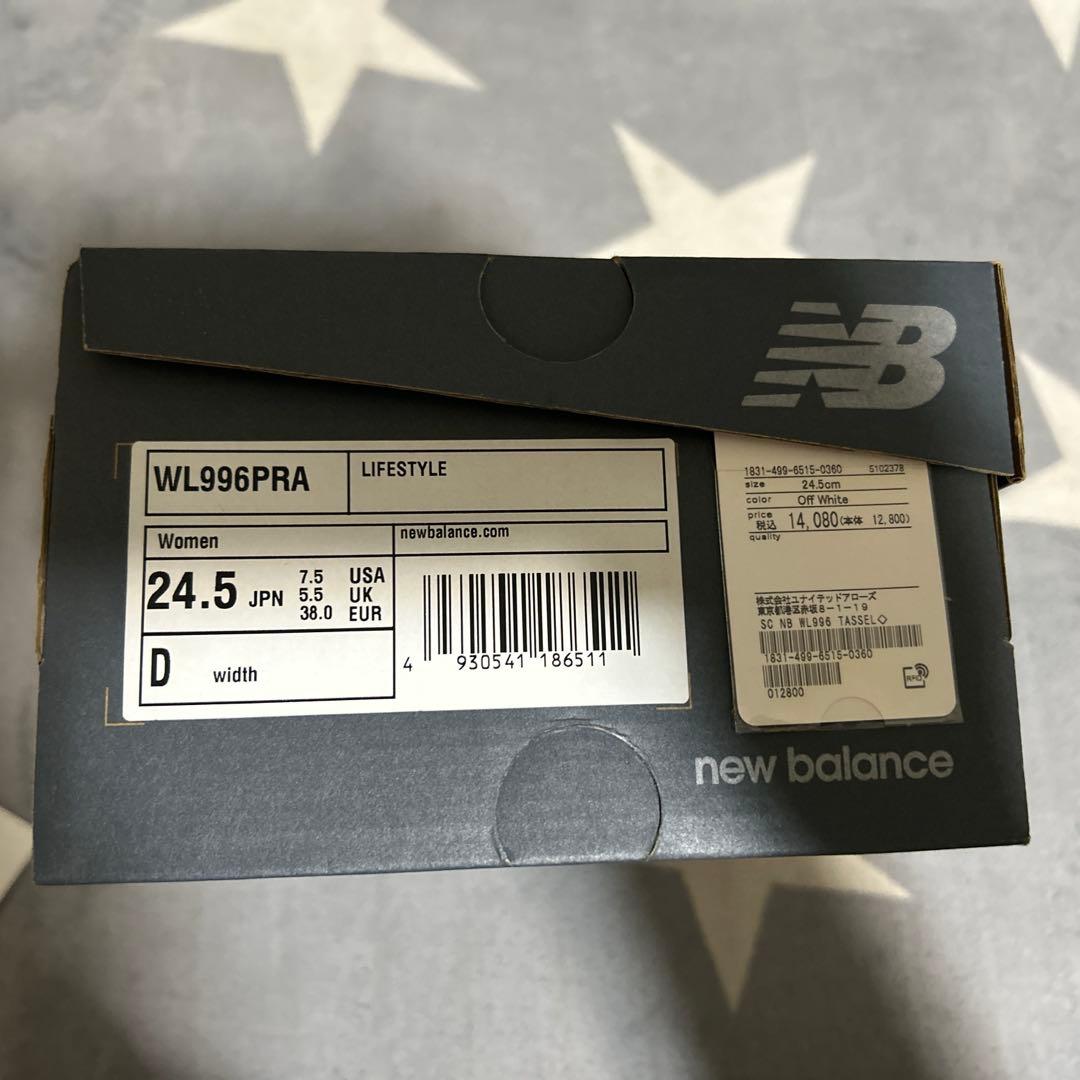 NB
WL996PRA
LIFESTYLE
Women
newbalance.com
24.5 JPN
7.5 USA
5.5 UK
38.0 EUR
D width
4 930541 186511
1831-499-6515-0360 5102378
size 24.5cm
color Off White
price 税込 14,080(本体 12,800)
quality
株式会社ユナイテッドアローズ
東京都港区赤坂8-1-19
SC NB WL996 TASSEL◇
1831-499-6515-0360
012800
RFID
new balance